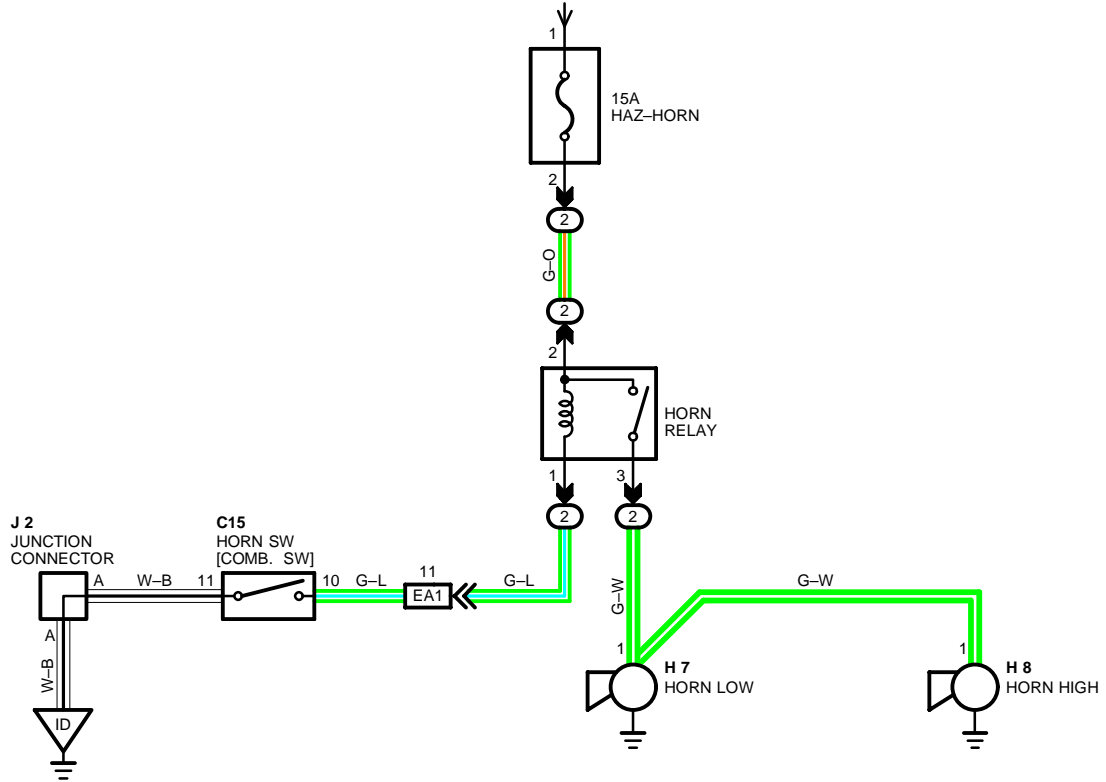 1
15A
HAZ–HORN
2
2
G–O
2
2
HORN
RELAY
1
3
2
2
J 2
JUNCTION
CONNECTOR
C15
HORN SW
[COMB. SW]
A
W–B
11
10
G–L
11
EA1
G–L
G–W
G–W
A
W–B
1
H 7
HORN LOW
1
H 8
HORN HIGH
ID